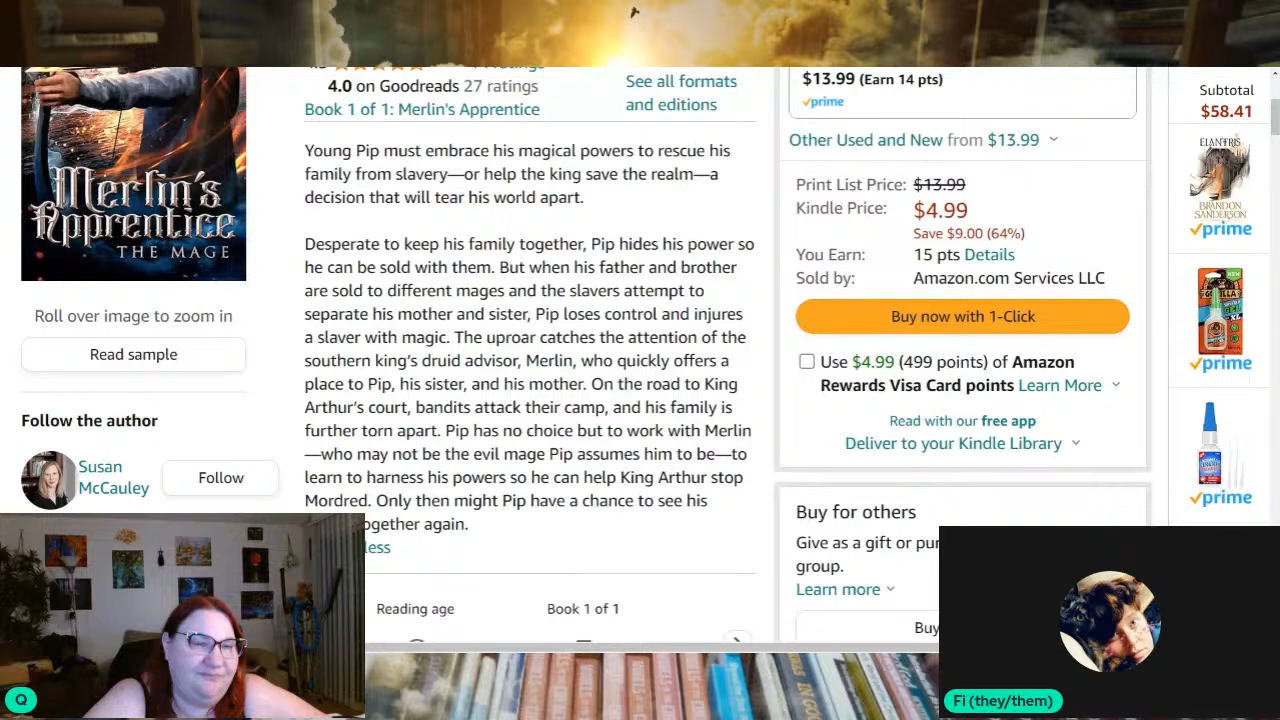 Merlin's
Apprentice
THE MAGE
Roll over image to zoom in
Read sample
Follow the author
Susan
McCauley
Follow
4.0 on Goodreads 27 ratings
Book 1 of 1: Merlin's Apprentice
See all formats
and editions
Young Pip must embrace his magical powers to rescue his
family from slavery—or help the king save the realm—a
decision that will tear his world apart.
Desperate to keep his family together, Pip hides his power so
he can be sold with them. But when his father and brother
are sold to different mages and the slavers attempt to
separate his mother and sister, Pip loses control and injures
a slaver with magic. The uproar catches the attention of the
southern king's druid advisor, Merlin, who quickly offers a
place to Pip, his sister, and his mother. On the road to King
Arthur's court, bandits attack their camp, and his family is
further torn apart. Pip has no choice but to work with Merlin
—who may not be the evil mage Pip assumes him to be—to
learn to harness his powers so he can help King Arthur stop
Mordred. Only then might Pip have a chance to see his
ogether again.
less
Reading age
Book 1 of 1
$13.99 (Earn 14 pts)
prime
Other Used and New from $13.99
Print List Price: $13.99
Kindle Price: $4.99
Save $9.00 (64%)
You Earn: 15 pts Details
Sold by: Amazon.com Services LLC
Buy now with 1-Click
Use $4.99 (499 points) of Amazon
Rewards Visa Card points Learn More
Read with our free app
Deliver to your Kindle Library
Buy for others
Give as a gift or pur
group.
Learn more
Buy
Subtotal
$58.41
ELANTRIS
BRANDON
SANDERSON
prime
prime
prime
Q
Fi (they/them)